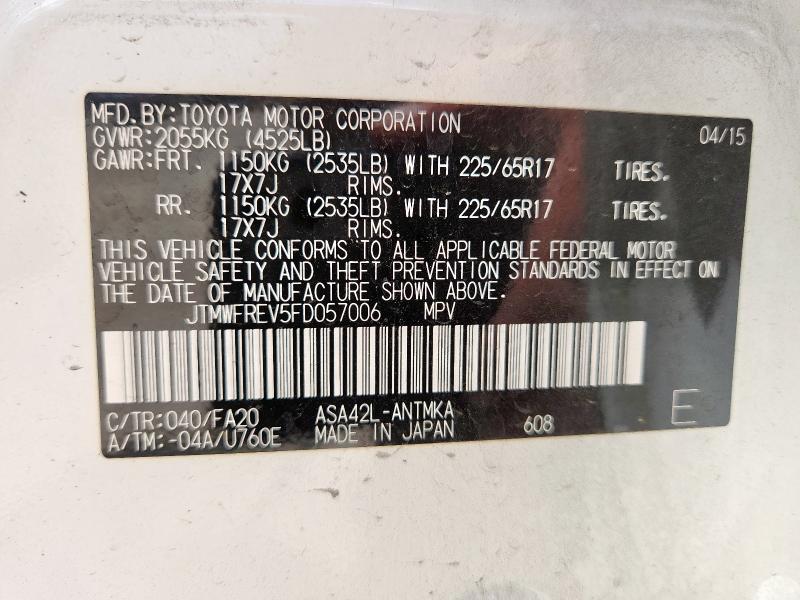 MFD.BY:TOYOTA MOTOR CORPORATION 04/15
GVWR:2055KG (4525LB)
GAWR:FRT. 1150KG (2535LB) WITH 225/65R17 TIRES.
17X7J RIMS.
RR. 1150KG (2535LB) WITH 225/65R17 TIRES.
17X7J RIMS.
THIS VEHICLE CONFORMS TO ALL APPLICABLE FEDERAL MOTOR
VEHICLE SAFETY AND THEFT PREVENTION STANDARDS IN EFFECT ON
THE DATE OF MANUFACTURE SHOWN ABOVE.
JTMWFREV5FD057006 MPV
C/TR:040/FA20 ASA42L-ANTMKA
A/TM:-04A/U760E MADE IN JAPAN 608 E